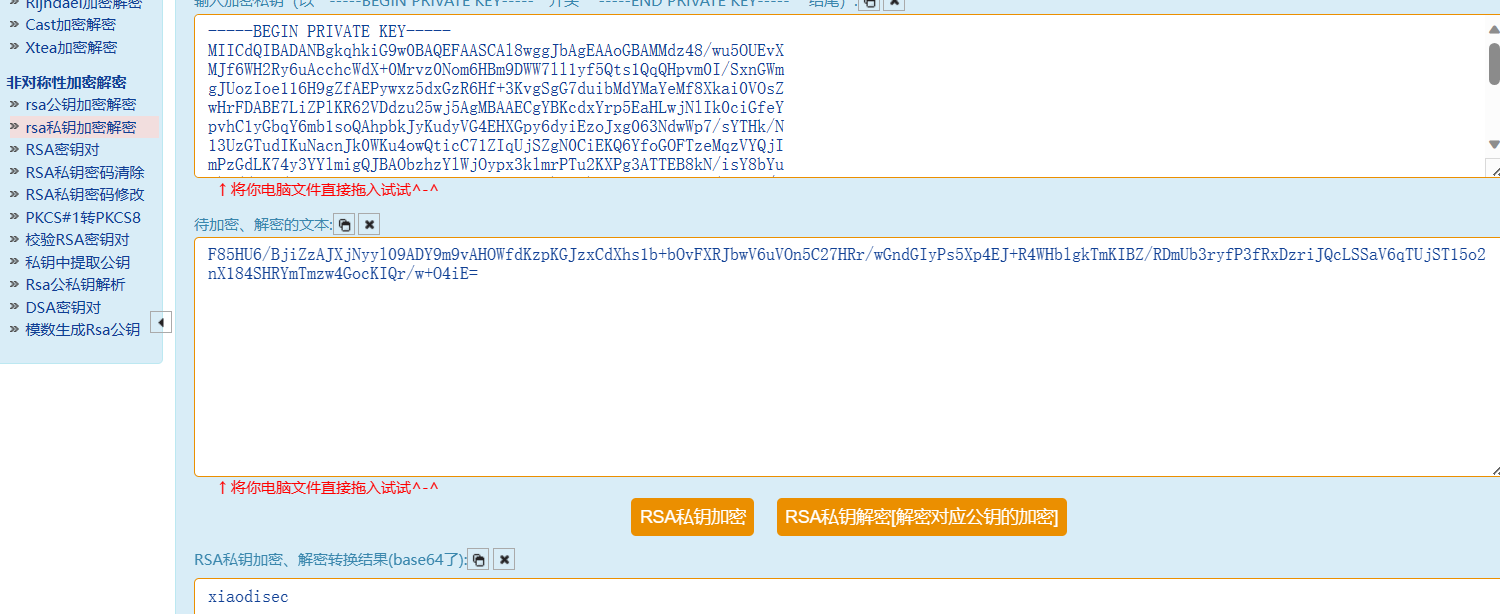 Rijndael加密解密
Cast加密解密
Xtea加密解密
非对称性加密解密
rsa公钥加密解密
rsa私钥加密解密
RSA密钥对
RSA私钥密码清除
RSA私钥密码修改
PKCS#1转PKCS8
校验RSA密钥对
私钥中提取公钥
Rsa公私钥解析
DSA密钥对
模数生成Rsa公钥
输入加密私钥（以"-----BEGIN PRIVATE KEY-----"开头"-----END PRIVATE KEY-----"结尾）:
-----BEGIN PRIVATE KEY-----
MIICdQIBADANBgkqhkiG9w0BAQEFAASCAl8wggJbAgEAAoGBAMMdz48/wu5OUEvX
MJf6WH2Ry6uAcchcWdX+0Mrvz0Nom6HBm9DWW7ll1yf5Qts1QqQHpvm0I/SxnGWm
gJUozIoe116H9gZfAEPywxz5dxGzR6Hf+3KvgSgG7duibMdYMaYeMf8Xkai0VOsZ
wHrFDABE7LiZPlKR62VDdzu25wj5AgMBAAECgYBKcdxYrp5EaHLwjNlIk0ciGfeY
pvhClyGbqY6mb1soQAhpbkJyKudyVG4EHXGpy6dyiEzoJxg063NdwWp7/sYTHk/N
13UzGTudIKuNacnJk0WKu4owQticC71ZIqUjSZgN0CiEKQ6YfoGOFTzeMqzVYQjI
mPzGdLK74y3YYlmigQJBAObzhzYlWjOypx3klmrPTu2KXPg3ATTEB8kN/isY8bYu
↑将你电脑文件直接拖入试试^-^
待加密、解密的文本:
F85HU6/BjiZzAJXjNyyl09ADY9m9vAHOWfdKzpKGJzxCdXhs1b+bOvFXRJbwV6uVOn5C27HRr/wGndGIyPs5Xp4EJ+R4WHblgkTmKIBZ/RDmUb3ryfP3fRxDzriJQcLSSaV6qTUjST15o2
nX184SHRYmTmzw4GocKIQr/w+O4iE=
↑将你电脑文件直接拖入试试^-^
RSA私钥加密 RSA私钥解密[解密对应公钥的加密]
RSA私钥加密、解密转换结果(base64了):
xiaodisec